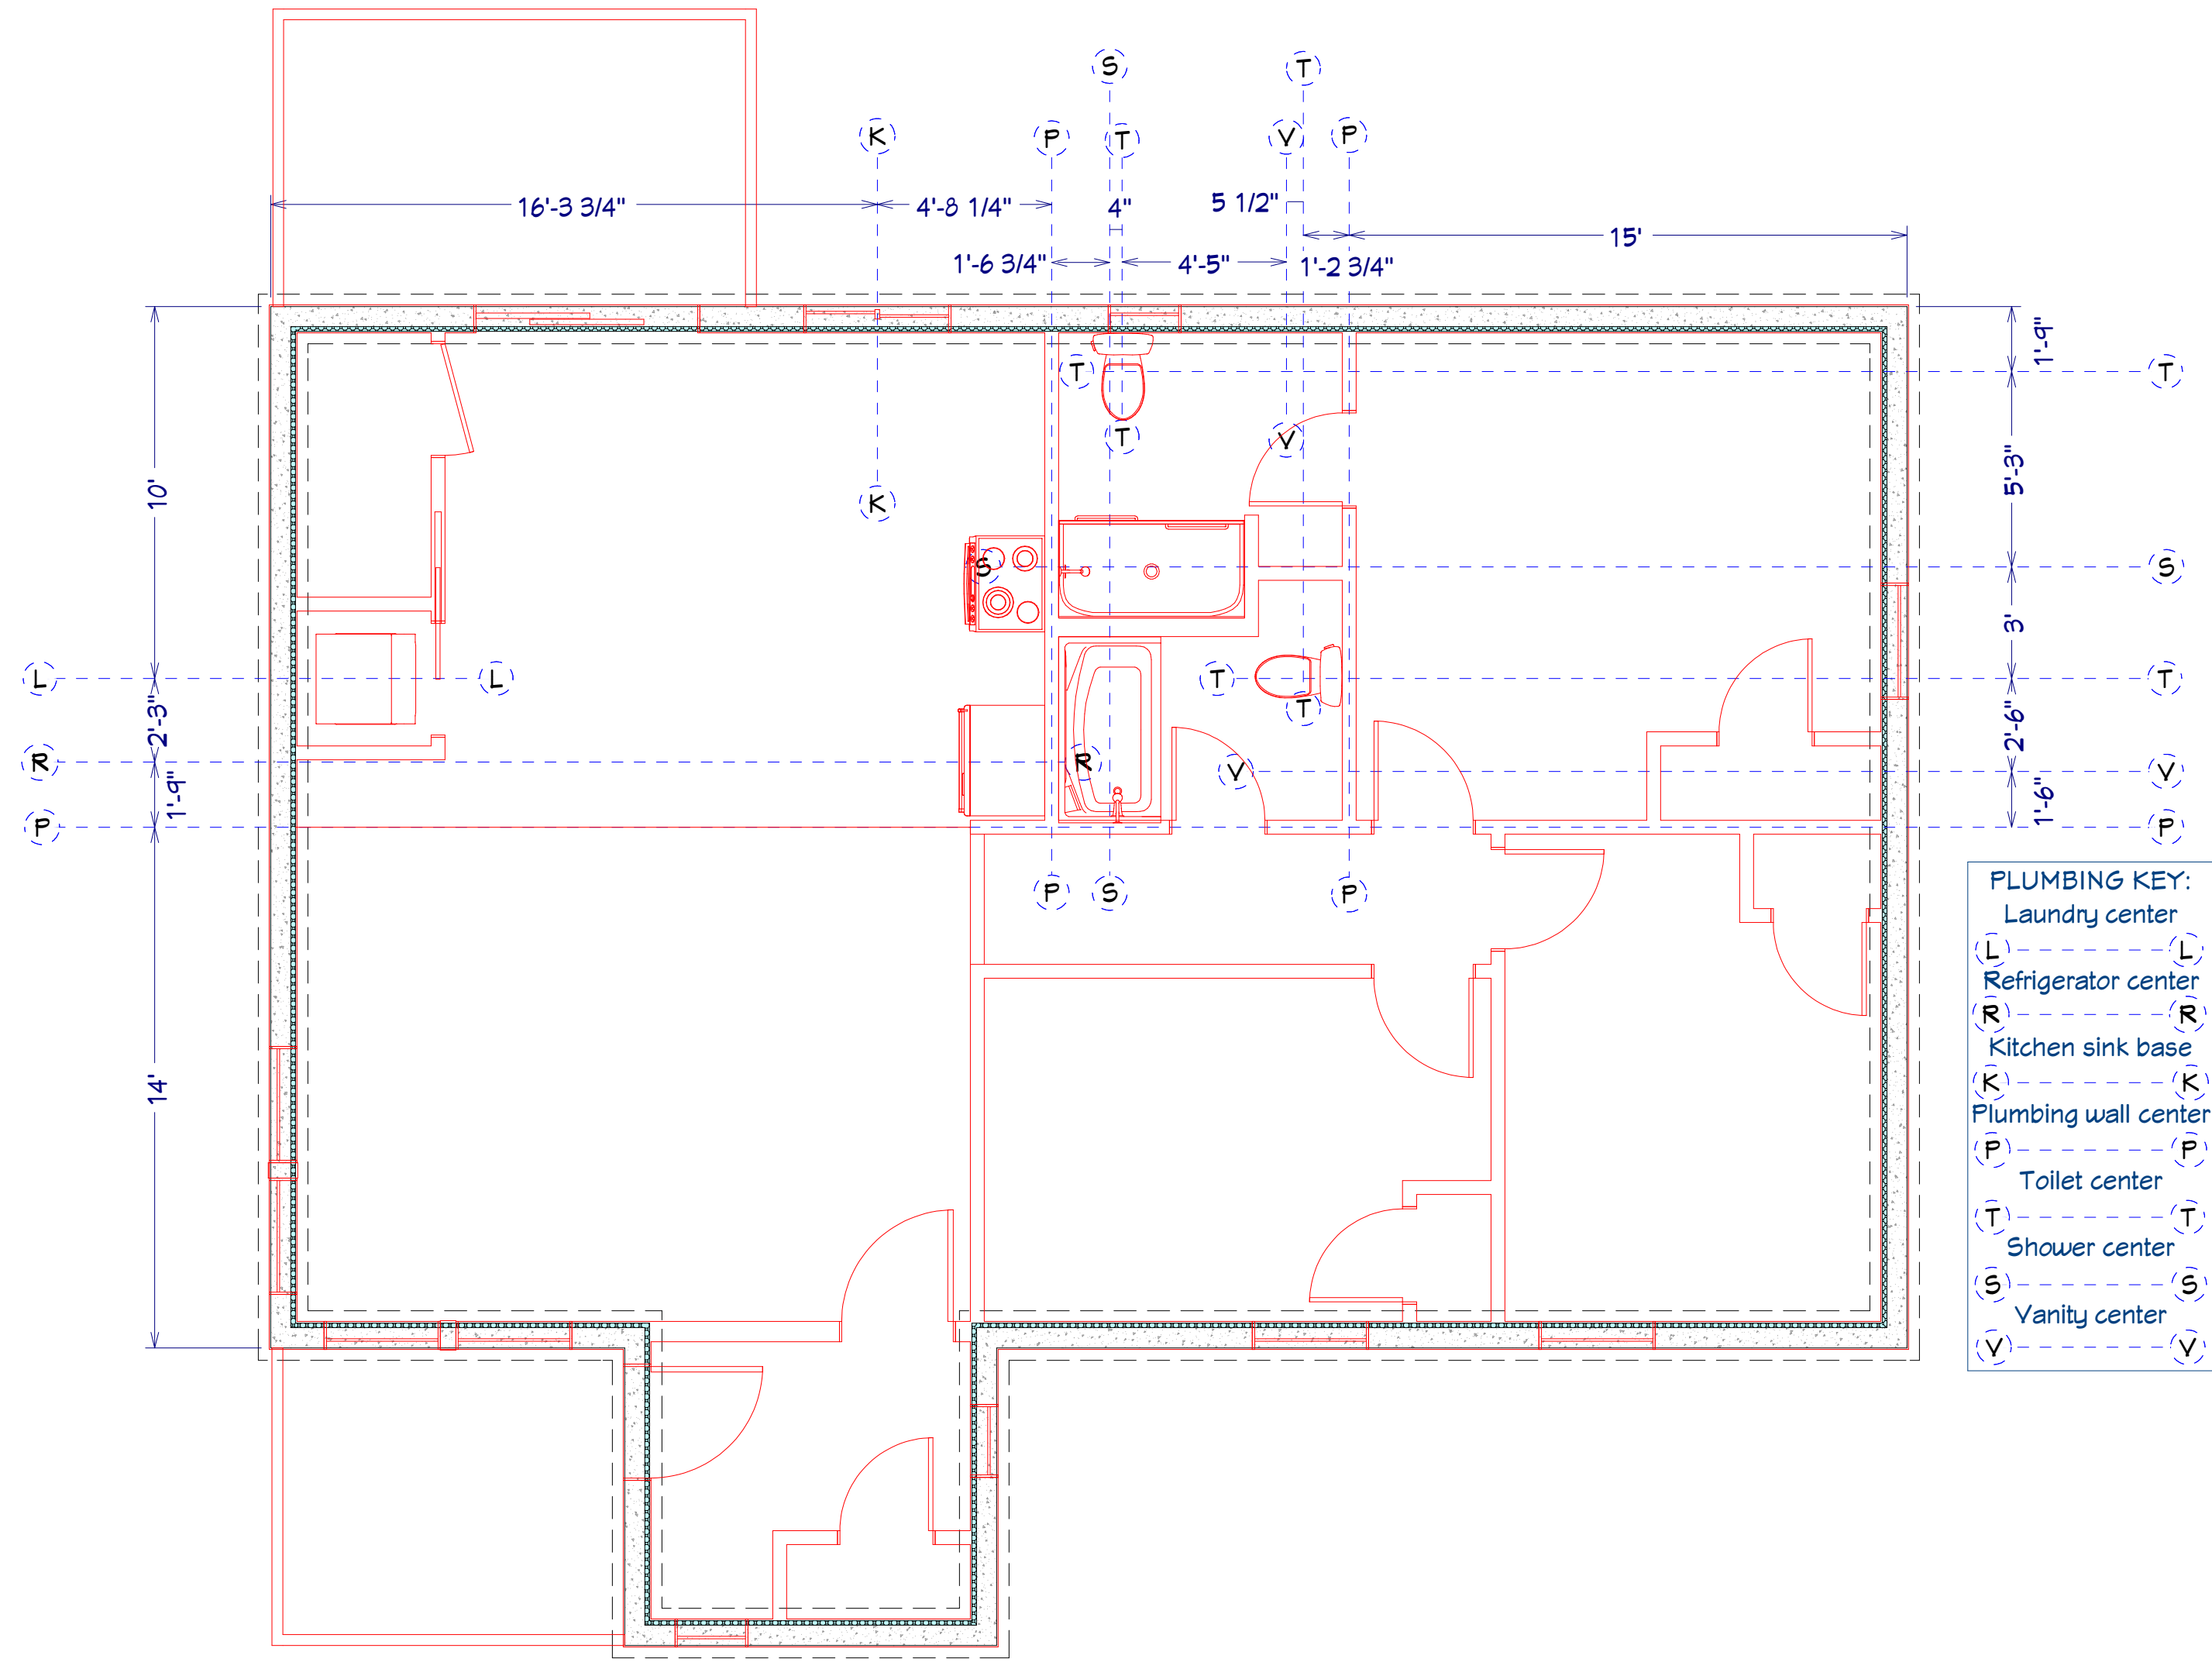 S T
K P T V P
16'-3 3/4" 4'-8 1/4" 4" 5 1/2"
15'
1'-6 3/4" 4'-5" 1'-2 3/4"
1'-9"
T T
T V
10' 5'-3"
K
S S
3'
L L T T
T
2'-3" 2'-6"
R R V V
1'-9" 1'-6"
P P
P S P
14'
PLUMBING KEY:
Laundry center
L L
Refrigerator center
R R
Kitchen sink base
K K
Plumbing wall center
P P
Toilet center
T T
Shower center
S S
Vanity center
V V